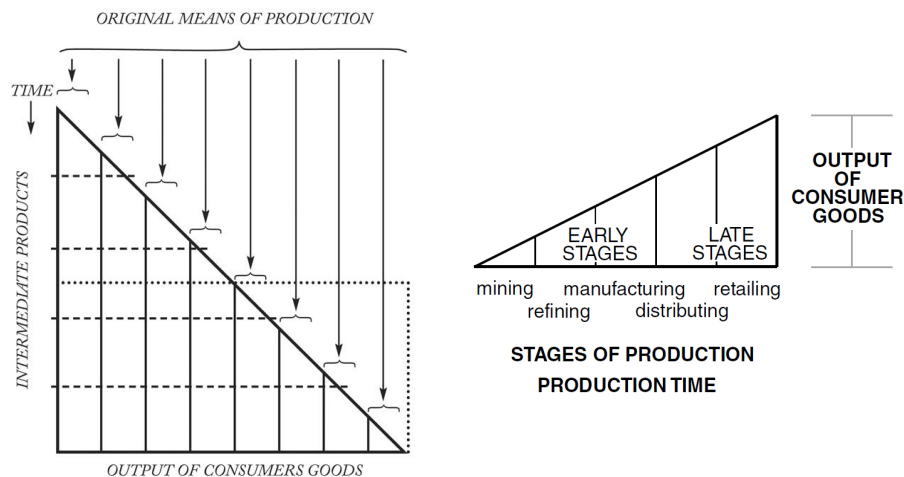 ORIGINAL MEANS OF PRODUCTION
TIME
INTERMEDIATE PRODUCTS
OUTPUT OF CONSUMERS GOODS
OUTPUT
OF
CONSUMER
GOODS
EARLY
STAGES
LATE
STAGES
mining
manufacturing
retailing
refining
distributing
STAGES OF PRODUCTION
PRODUCTION TIME